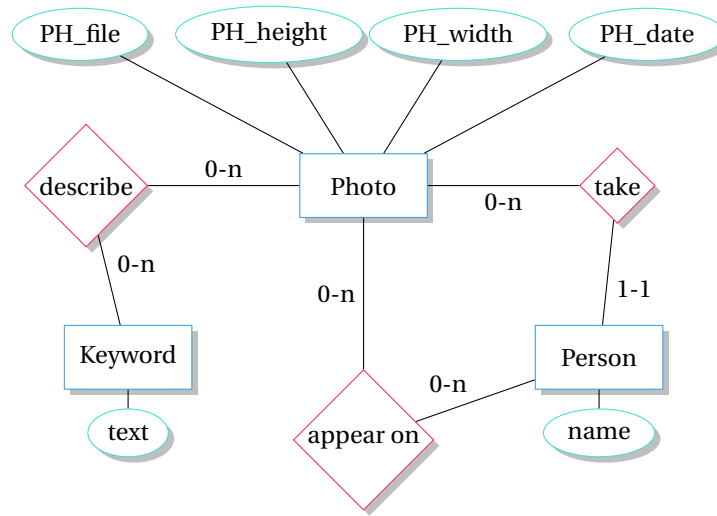 PH_file
PH_height
PH_width
PH_date
describe
0-n
Photo
0-n
take
0-n
0-n
1-1
Keyword
Person
0-n
text
appear on
name